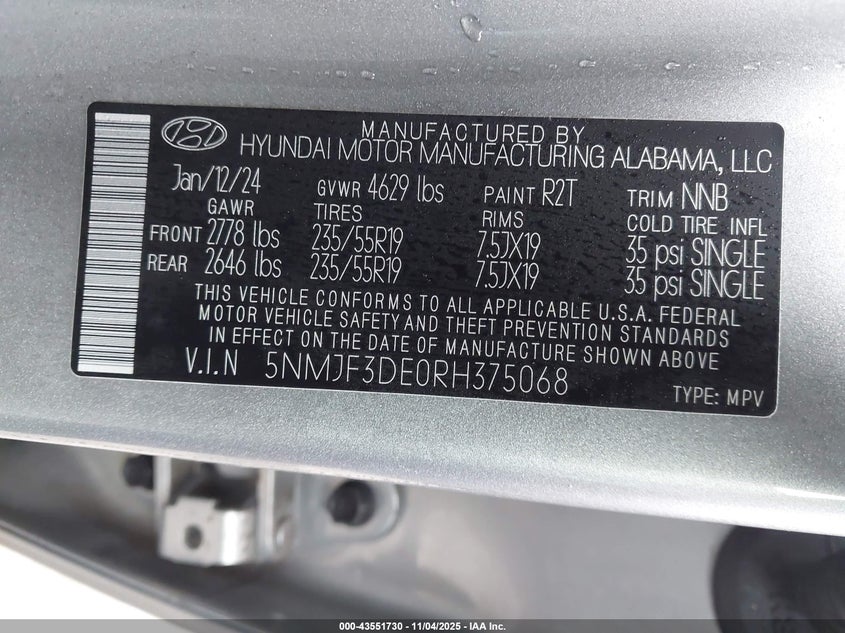 MANUFACTURED BY
HYUNDAI MOTOR MANUFACTURING ALABAMA, LLC
Jan/12/24 GVWR 4629 lbs PAINT R2T TRIM NNB
GAWR TIRES RIMS COLD TIRE INFL
FRONT 2778 lbs 235/55R19 7.5JX19 35 psi SINGLE
REAR 2646 lbs 235/55R19 7.5JX19 35 psi SINGLE
THIS VEHICLE CONFORMS TO ALL APPLICABLE U.S.A. FEDERAL
MOTOR VEHICLE SAFETY AND THEFT PREVENTION STANDARDS
IN EFFECT ON THE DATE OF MANUFACTURE SHOWN ABOVE
V.I.N 5NMJF3DE0RH375068
TYPE: MPV
000-43551730 - 11/04/2025 - IAA Inc.